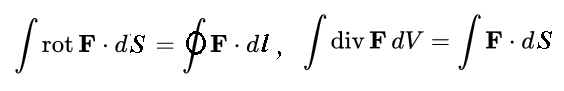 ∫ rot 𝐅 · d𝑺 = ∮ 𝐅 · d𝒍 , ∫ div 𝐅 dV = ∫ 𝐅 · d𝑺